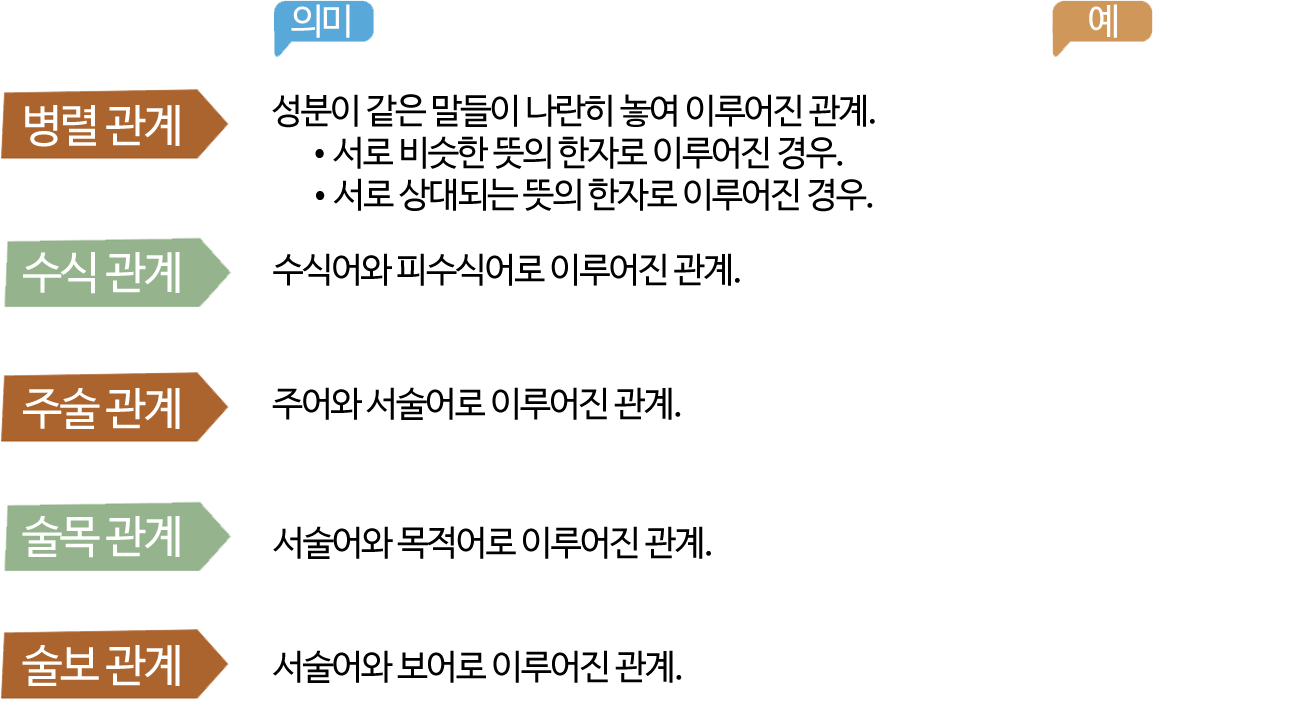 의미
예
병렬 관계
성분이 같은 말들이 나란히 놓여 이루어진 관계.
• 서로 비슷한 뜻의 한자로 이루어진 경우.
• 서로 상대되는 뜻의 한자로 이루어진 경우.
수식 관계
수식어와 피수식어로 이루어진 관계.
주술 관계
주어와 서술어로 이루어진 관계.
술목 관계
서술어와 목적어로 이루어진 관계.
술보 관계
서술어와 보어로 이루어진 관계.